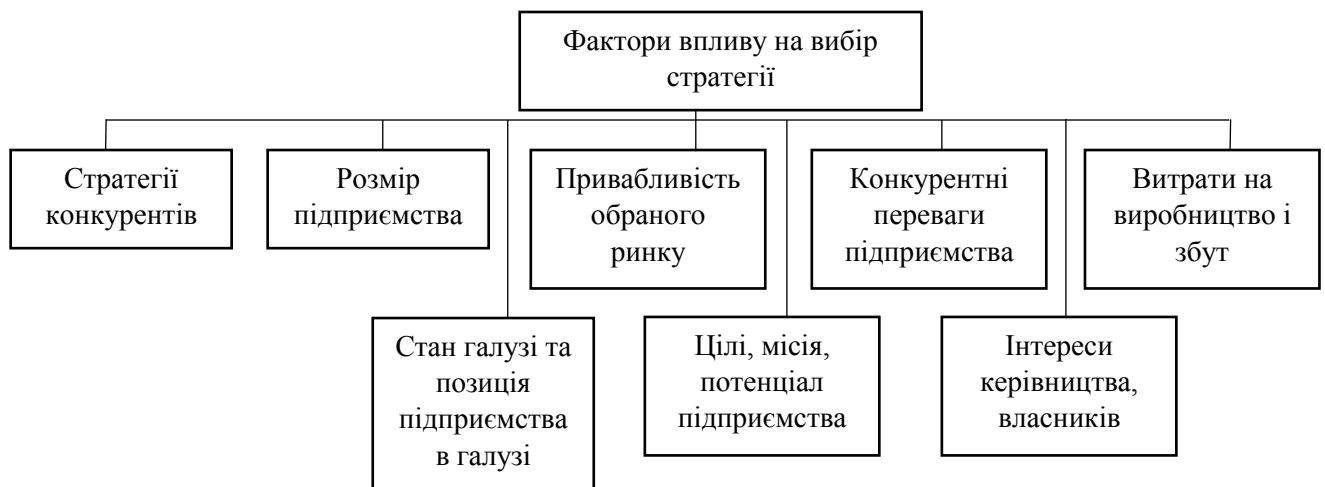 Фактори впливу на вибір
стратегії
Стратегії
конкурентів
Розмір
підприємства
Привабливість
обраного
ринку
Конкурентні
переваги
підприємства
Витрати на
виробництво і
збут
Стан галузі та
позиція
підприємства
в галузі
Цілі, місія,
потенціал
підприємства
Інтереси
керівництва,
власників